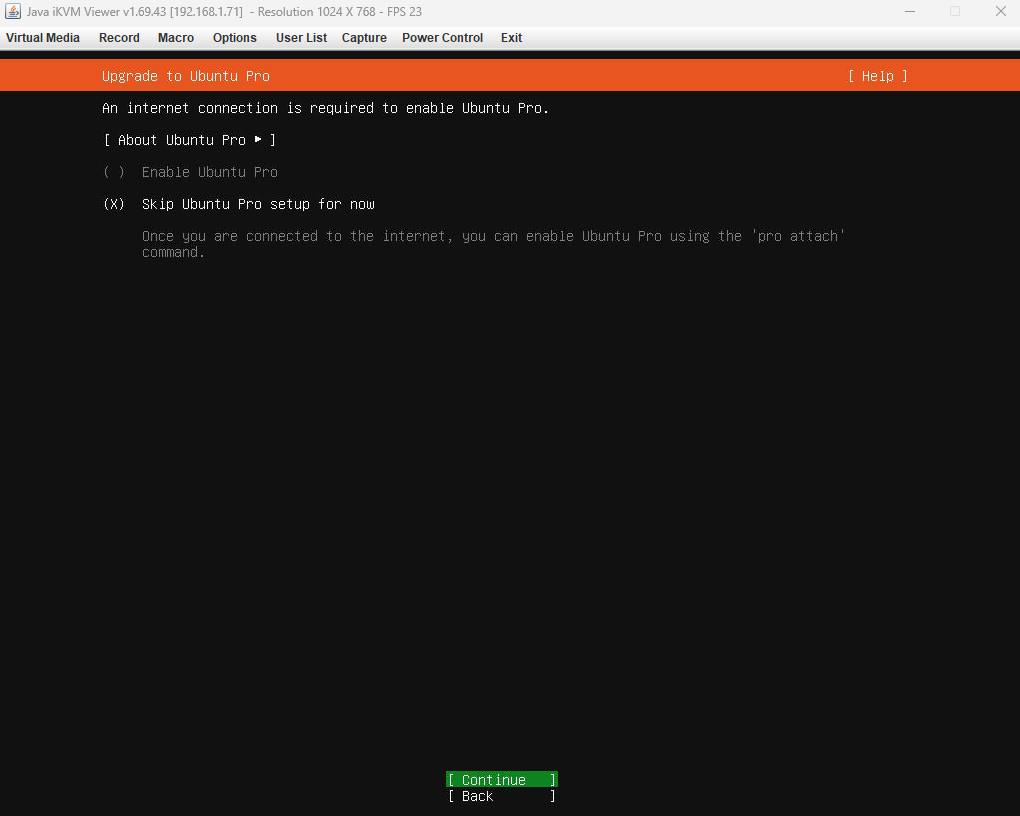 Java iKVM Viewer v1.69.43 [192.168.1.71] - Resolution 1024 X 768 - FPS 23
Virtual Media Record Macro Options User List Capture Power Control Exit
Upgrade to Ubuntu Pro [ Help ]
An internet connection is required to enable Ubuntu Pro.
[ About Ubuntu Pro ▸ ]
( ) Enable Ubuntu Pro
(X) Skip Ubuntu Pro setup for now
Once you are connected to the internet, you can enable Ubuntu Pro using the 'pro attach'
command.
[ Continue ]
[ Back ]